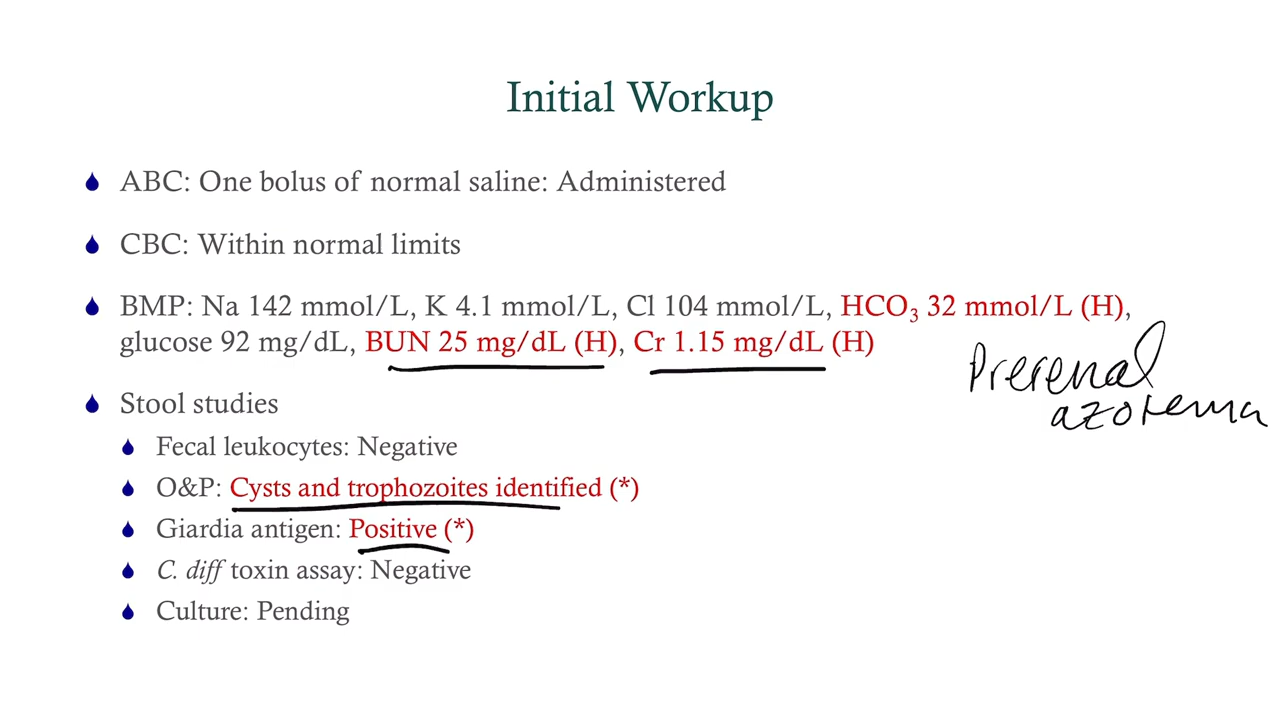 Initial Workup
ABC: One bolus of normal saline: Administered
CBC: Within normal limits
BMP: Na 142 mmol/L, K 4.1 mmol/L, Cl 104 mmol/L, HCO₃ 32 mmol/L (H),
glucose 92 mg/dL, BUN 25 mg/dL (H), Cr 1.15 mg/dL (H)
Prerenal
azotema
Stool studies
Fecal leukocytes: Negative
O&P: Cysts and trophozoites identified (*)
Giardia antigen: Positive (*)
C. diff toxin assay: Negative
Culture: Pending